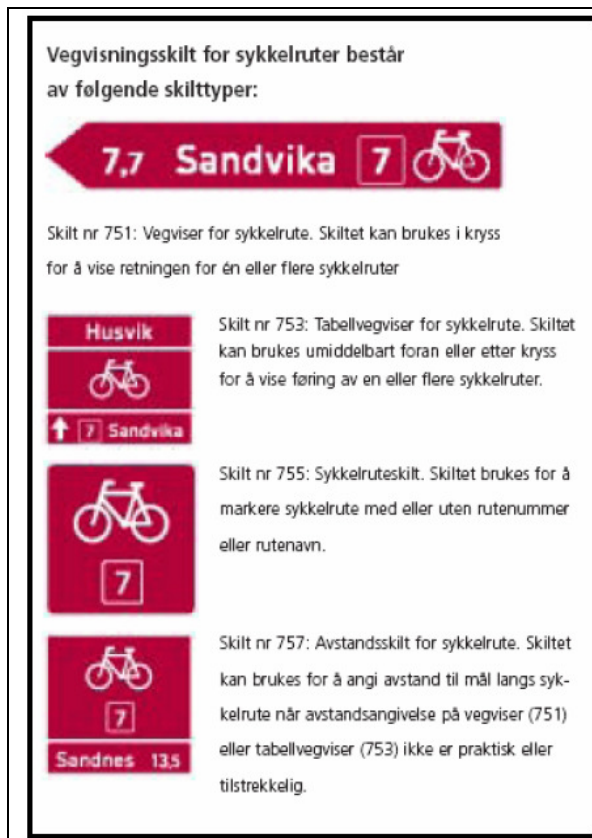 Vegvisningsskilt for sykkelruter består
av følgende skilttyper:
7,7 Sandvika 7
Skilt nr 751: Vegviser for sykkelrute. Skiltet kan brukes i kryss
for å vise retningen for én eller flere sykkelruter
Husvik
7 Sandvika
Skilt nr 753: Tabellvegviser for sykkelrute. Skiltet
kan brukes umiddelbart foran eller etter kryss
for å vise føring av en eller flere sykkelruter.
7
Skilt nr 755: Sykkelruteskilt. Skiltet brukes for å
markere sykkelrute med eller uten rutenummer
eller rutenavn.
7
Sandnes 13,5
Skilt nr 757: Avstandsskilt for sykkelrute. Skiltet
kan brukes for å angi avstand til mål langs syk-
kelrute når avstandsangivelse på vegviser (751)
eller tabellvegviser (753) ikke er praktisk eller
tilstrekkelig.